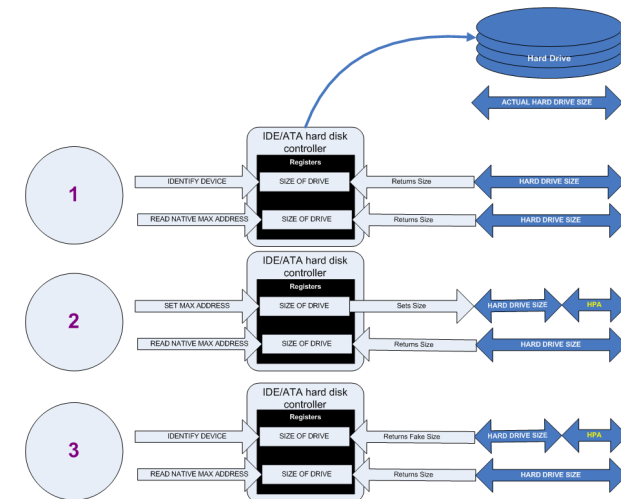 Hard Drive
ACTUAL HARD DRIVE SIZE
IDE/ATA hard disk
controller
Registers
1
IDENTIFY DEVICE
SIZE OF DRIVE
Returns Size
HARD DRIVE SIZE
READ NATIVE MAX ADDRESS
SIZE OF DRIVE
Returns Size
HARD DRIVE SIZE
IDE/ATA hard disk
controller
Registers
2
SET MAX ADDRESS
SIZE OF DRIVE
Sets Size
HARD DRIVE SIZE
HPA
READ NATIVE MAX ADDRESS
SIZE OF DRIVE
Returns Size
HARD DRIVE SIZE
IDE/ATA hard disk
controller
Registers
3
IDENTIFY DEVICE
SIZE OF DRIVE
Returns Fake Size
HARD DRIVE SIZE
HPA
READ NATIVE MAX ADDRESS
SIZE OF DRIVE
Returns Size
HARD DRIVE SIZE